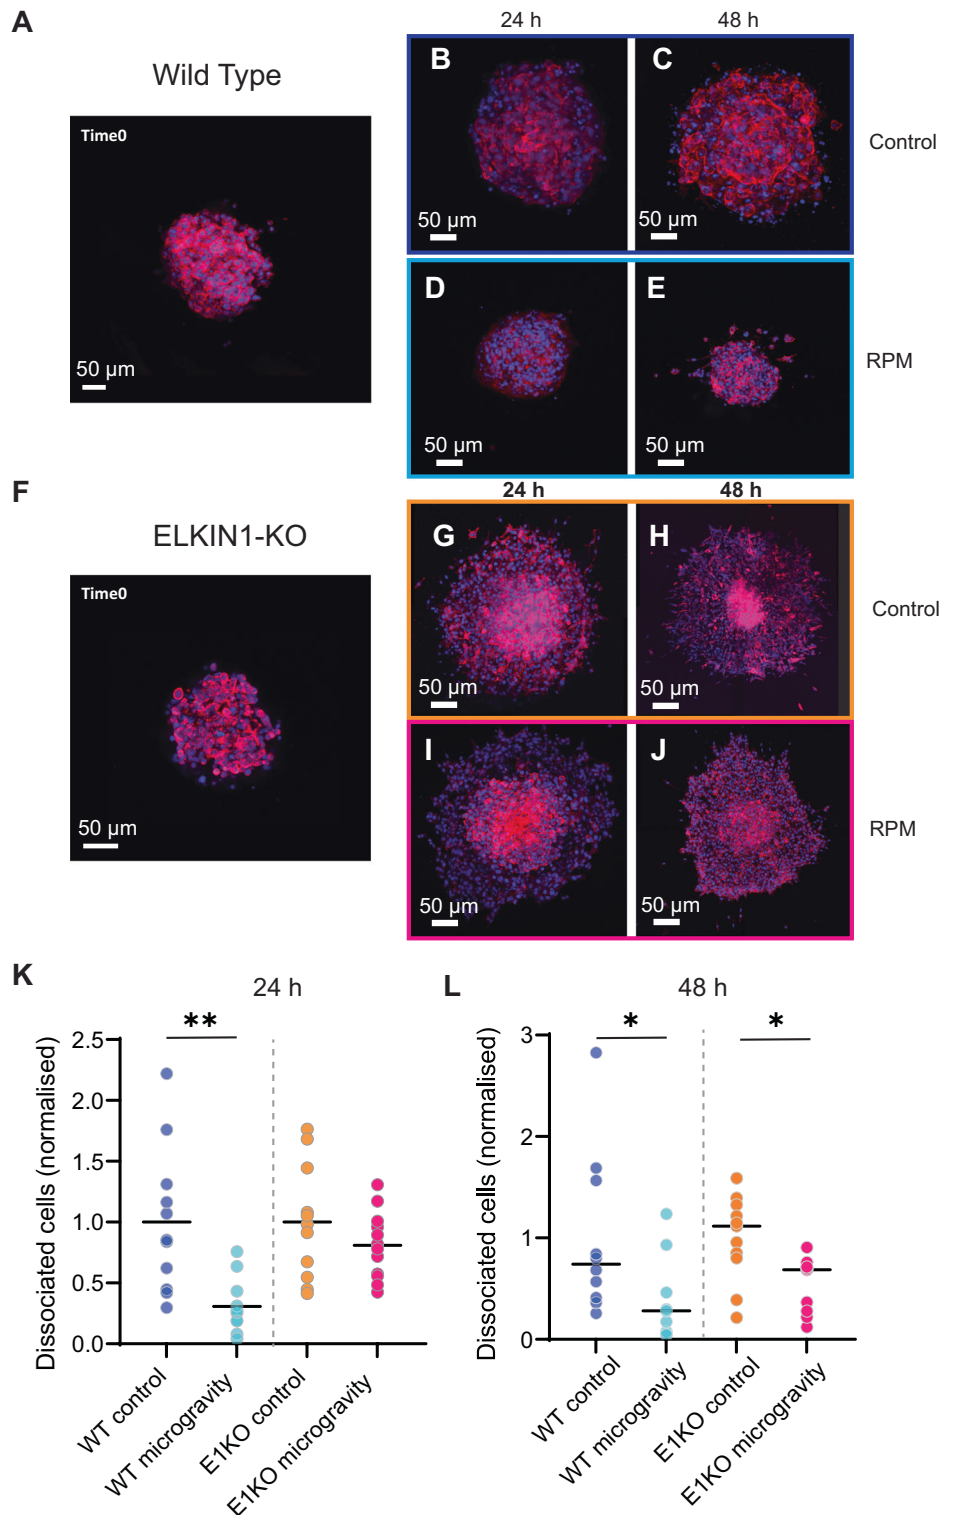 A
Wild Type
Time0
50 µm
24 h
48 h
B
50 µm
C
50 µm
Control
D
50 µm
E
50 µm
RPM
F
ELKIN1-KO
Time0
50 µm
24 h
48 h
G
50 µm
H
50 µm
Control
I
50 µm
J
50 µm
RPM
K
24 h
**
Dissociated cells (normalised)
2.5
2.0
1.5
1.0
0.5
0.0
WT control
WT microgravity
E1KO control
E1KO microgravity
L
48 h
*
*
Dissociated cells (normalised)
3
2
1
0
WT control
WT microgravity
E1KO control
E1KO microgravity